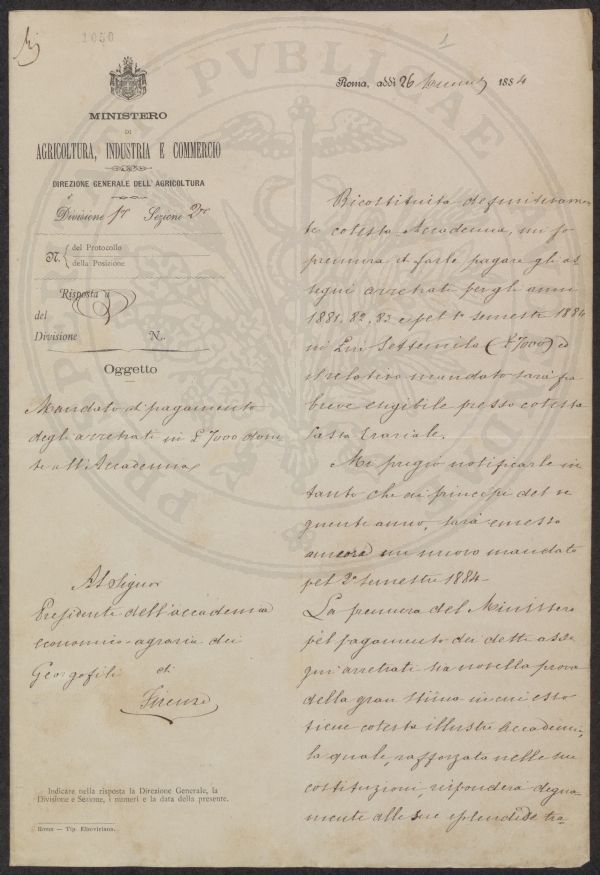 1050
1
Roma, addì 26 1884
MINISTERO
DI
AGRICOLTURA, INDUSTRIA E COMMERCIO
DIREZIONE GENERALE DELL'AGRICOLTURA
Divisione 1ª Sezione 2ª
N. { del Protocollo
della Posizione
Risposta a
del
Divisione N.
Oggetto
Mandato di pagamento
degli arretrati in £ 7000 dovu
te all'Accademia
Al Signor
Presidente dell'accademia
economico-agraria dei
Georgofili di
Firenze
Indicare nella risposta la Direzione Generale, la
Divisione e Sezione, i numeri e la data della presente.
Roma — Tip. Elzeviriana.
Ricostituita definitivamen
te cotesta Accademia, mi fo
premura di farle pagare gli as
segni arretrati per gli anni
1881, 82, 83 e pel 1º semestre 1884
in Lire Settemila (£ 7000) ed
il relativo mandato sarà fra
breve esigibile presso cotesta
Mi pregio notificarle in
tanto che ai principi del se
guente anno, sarà emesso
ancora un nuovo mandato
pel 2º semestre 1884-
La premura del Ministero
pel pagamento dei detti asse
gni arretrati sia novella prova
della gran stima in cui esso
tiene cotesta illustre Accademia,
la quale, rafforzata nelle sue
costituzioni risponderà degna-
mente alle sue splendide tra-
PVBLICAE